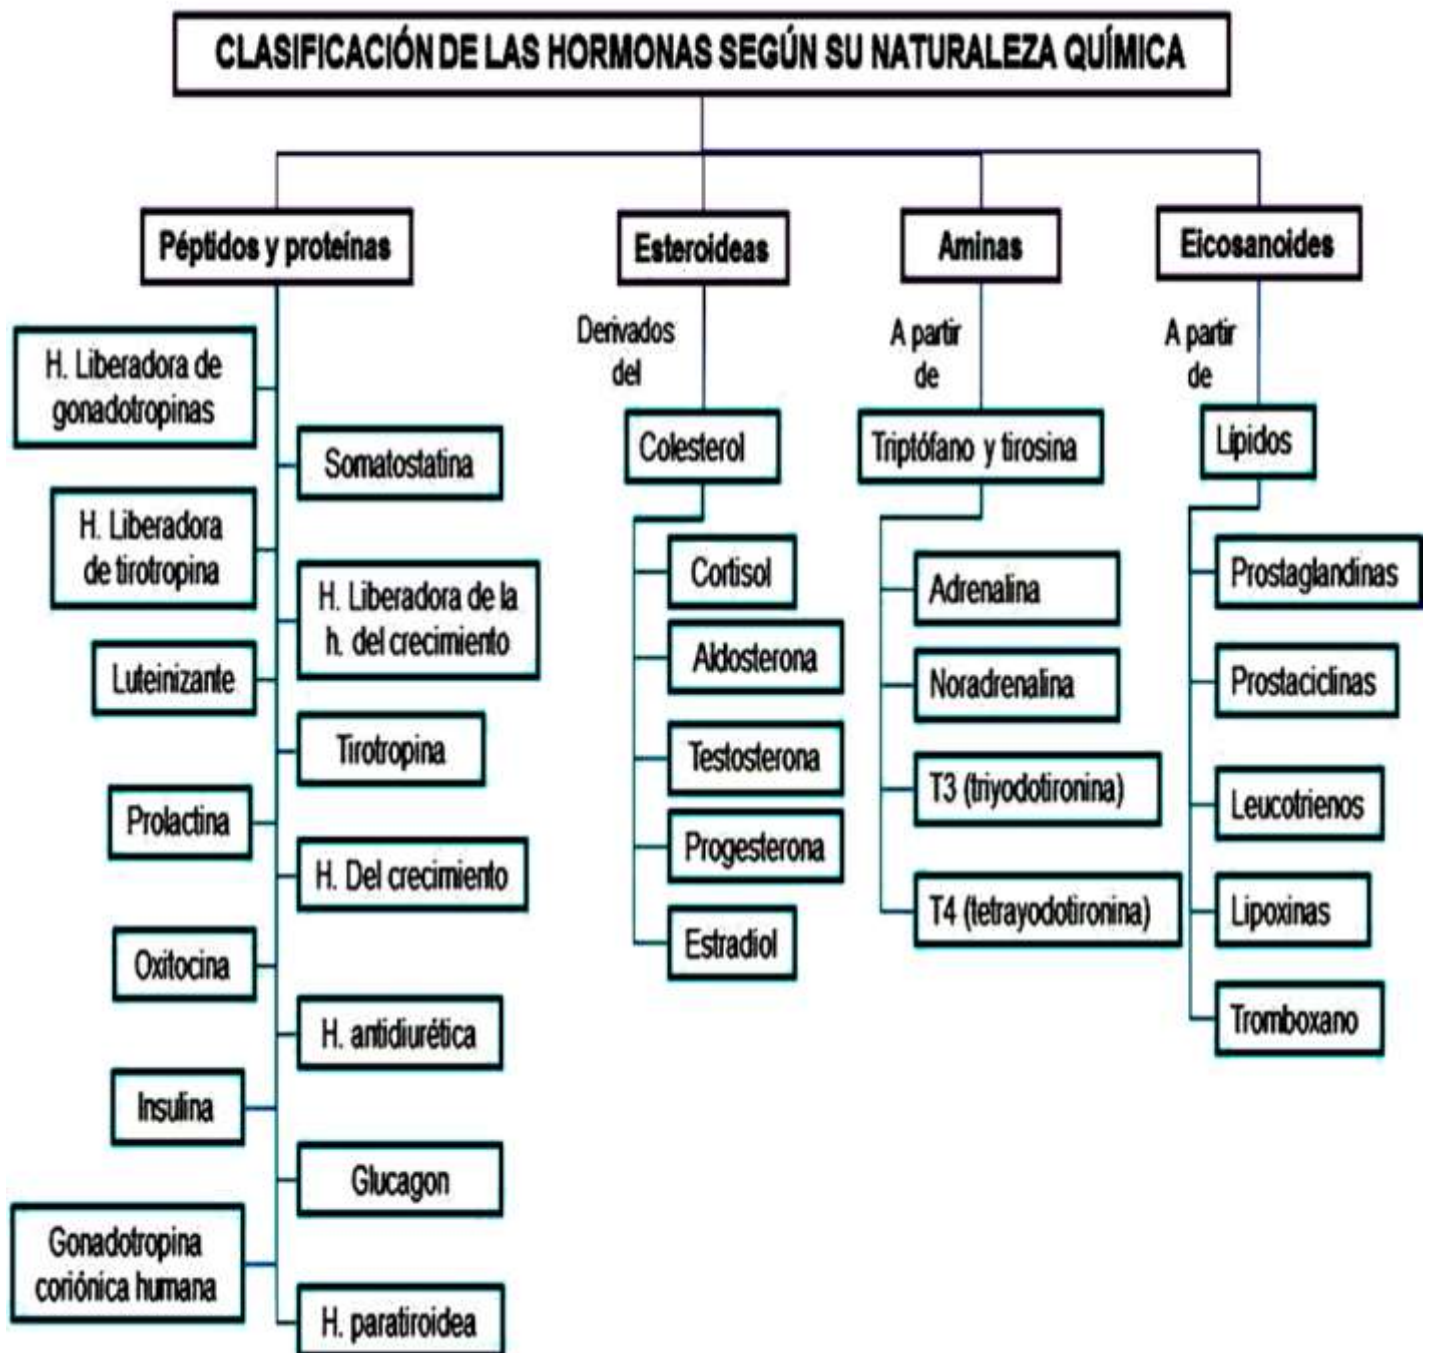 CLASIFICACIÓN DE LAS HORMONAS SEGÚN SU NATURALEZA QUÍMICA
Péptidos y proteínas
H. Liberadora de
gonadotropinas
Somatostatina
H. Liberadora
de tirotropina
H. Liberadora de la
h. del crecimiento
Luteinizante
Tirotropina
Prolactina
H. Del crecimiento
Oxitocina
H. antidiurética
Insulina
Glucagon
Gonadotropina
coriónica humana
H. paratiroidea
Esteroideas
Derivados
del
Colesterol
Cortisol
Aldosterona
Testosterona
Progesterona
Estradiol
Aminas
A partir
de
Triptófano y tirosina
Adrenalina
Noradrenalina
T3 (triyodotironina)
T4 (tetrayodotironina)
Eicosanoides
A partir
de
Lípidos
Prostaglandinas
Prostaciclinas
Leucotrienos
Lipoxinas
Tromboxano